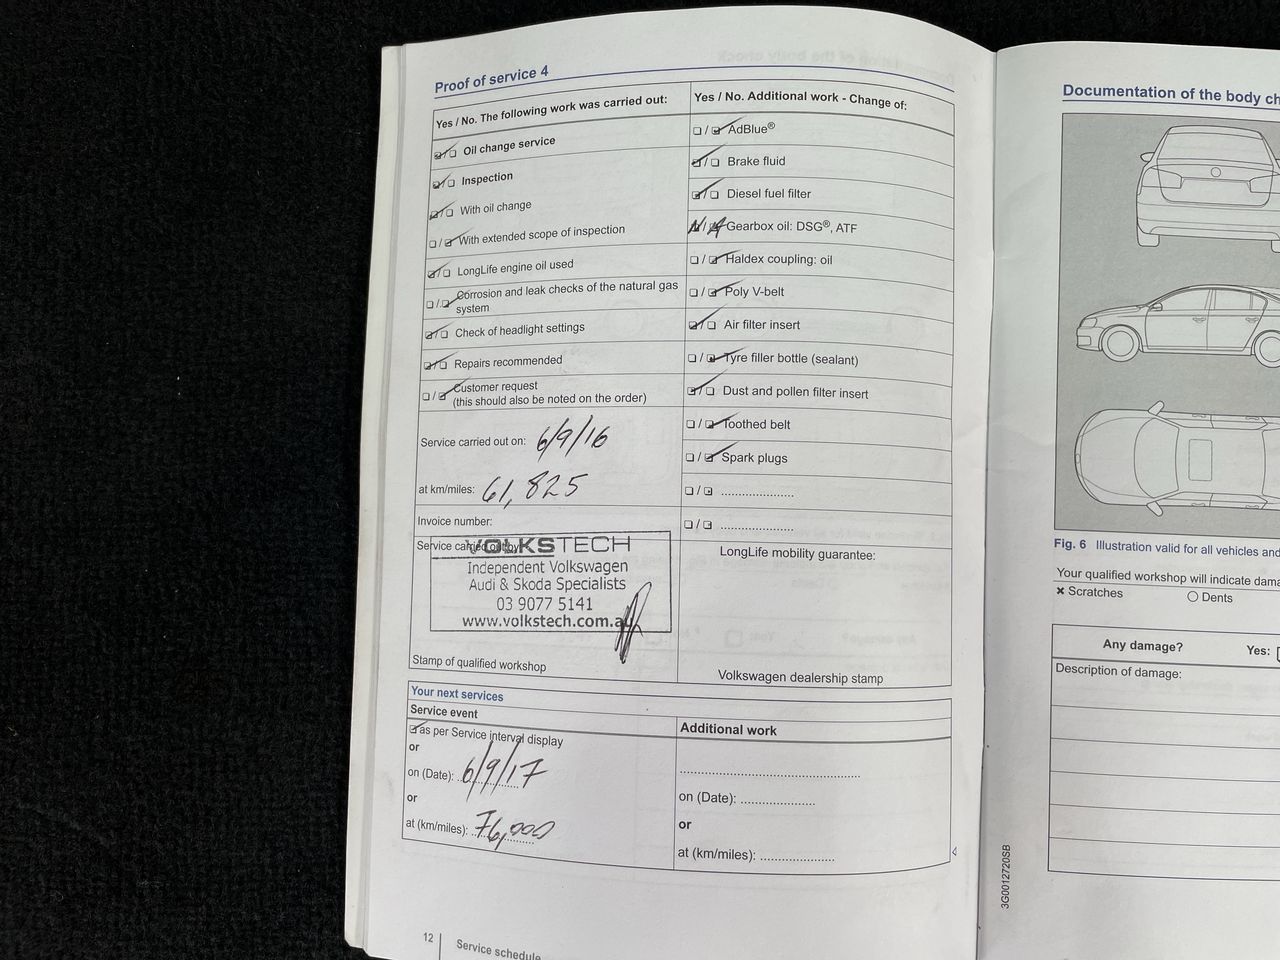 Proof of service 4
Yes / No. The following work was carried out:
Oil change service
Inspection
With oil change
With extended scope of inspection
LongLife engine oil used
Corrosion and leak checks of the natural gas
system
Check of headlight settings
Repairs recommended
Customer request
(this should also be noted on the order)
Service carried out on: 6/9/16
at km/miles: 61,825
Invoice number:
Service carried out by:
VOLKSTECH
Independent Volkswagen
Audi & Skoda Specialists
03 9077 5141
www.volkstech.com.au
Stamp of qualified workshop
Yes / No. Additional work - Change of:
AdBlue®
Brake fluid
Diesel fuel filter
N/A Gearbox oil: DSG®, ATF
Haldex coupling: oil
Poly V-belt
Air filter insert
Tyre filler bottle (sealant)
Dust and pollen filter insert
Toothed belt
Spark plugs
LongLife mobility guarantee:
Volkswagen dealership stamp
Your next services
Service event
as per Service interval display
or
on (Date): 6/9/17
or
at (km/miles): 76,000
Additional work
on (Date):
or
at (km/miles):
12 Service schedule
Documentation of the body ch
Fig. 6 Illustration valid for all vehicles and
Your qualified workshop will indicate dama
Scratches
Dents
Any damage? Yes:
Description of damage:
3G0012720SB